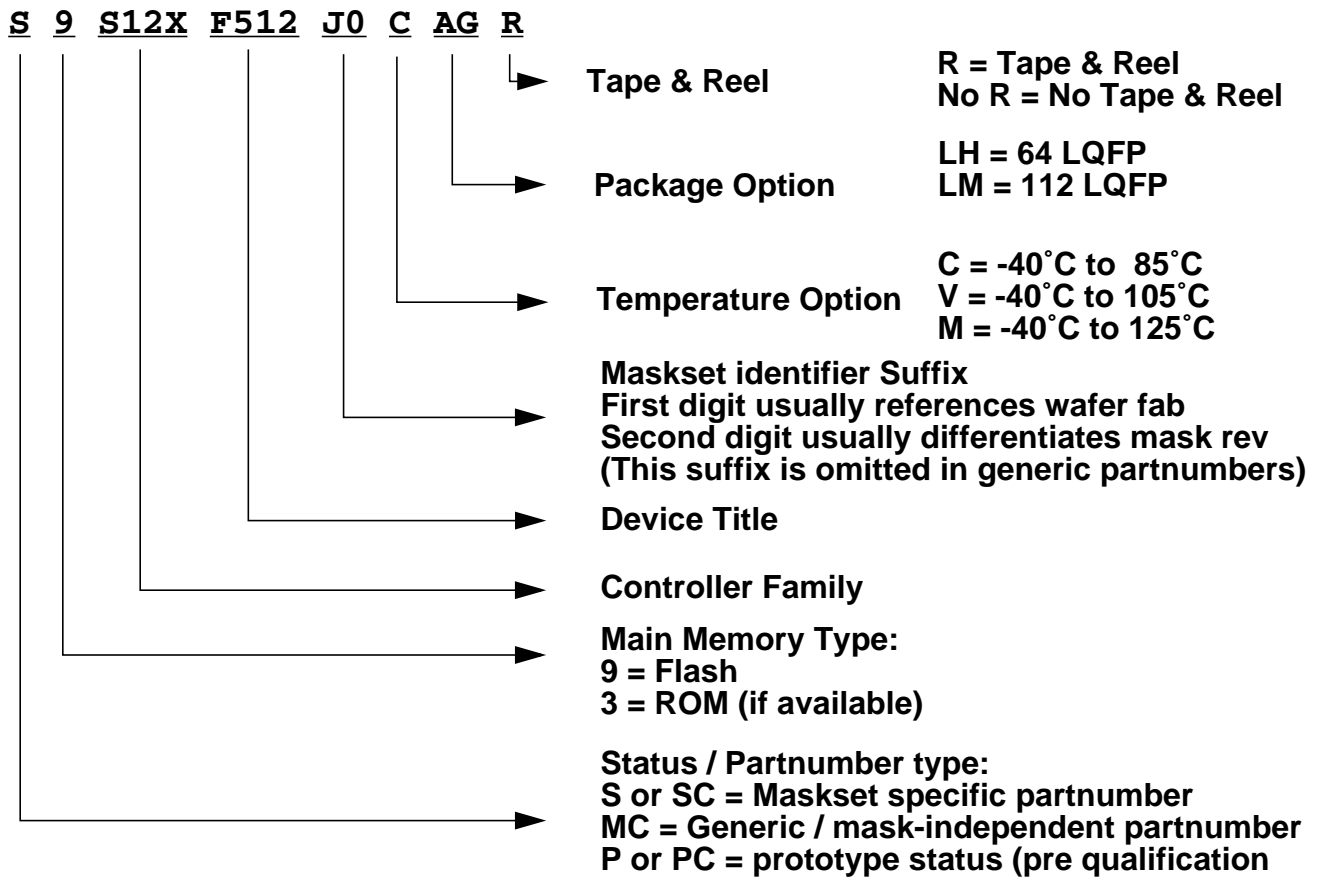 S 9 S12X F512 J0 C AG R
Tape & Reel
R = Tape & Reel
No R = No Tape & Reel
Package Option
LH = 64 LQFP
LM = 112 LQFP
Temperature Option
C = -40˚C to 85˚C
V = -40˚C to 105˚C
M = -40˚C to 125˚C
Maskset identifier Suffix
First digit usually references wafer fab
Second digit usually differentiates mask rev
(This suffix is omitted in generic partnumbers)
Device Title
Controller Family
Main Memory Type:
9 = Flash
3 = ROM (if available)
Status / Partnumber type:
S or SC = Maskset specific partnumber
MC = Generic / mask-independent partnumber
P or PC = prototype status (pre qualification